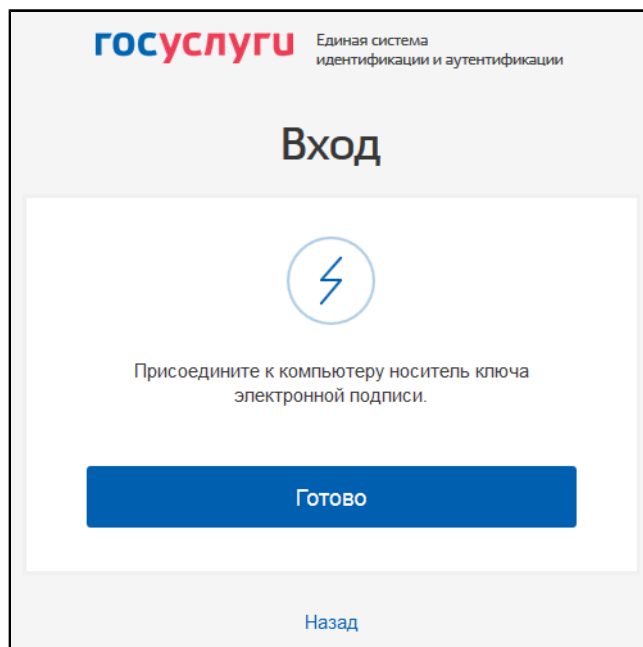 госуслуги
Единая система
идентификации и аутентификации
Вход
Присоедините к компьютеру носитель ключа
электронной подписи.
Готово
Назад